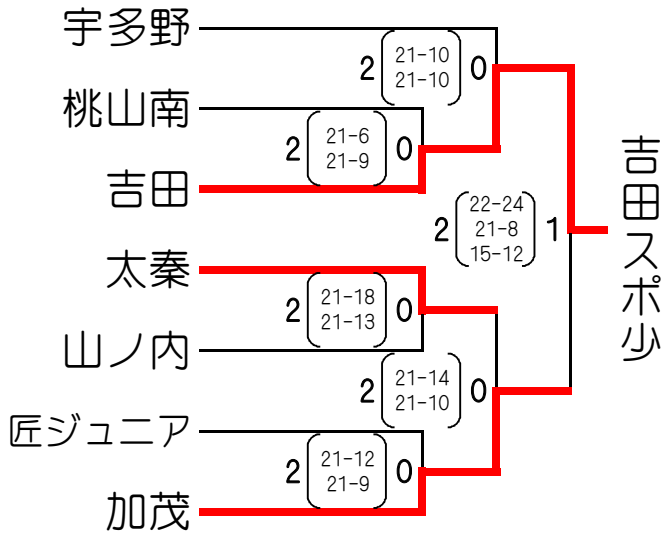 宇多野
2 21-10 0
21-10
桃山南
2 21-6 0
21-9
吉田
吉田スポ少
2 22-24 1
21-8
15-12
太秦
2 21-18 0
21-13
山ノ内
2 21-14 0
21-10
匠ジュニア
2 21-12 0
21-9
加茂